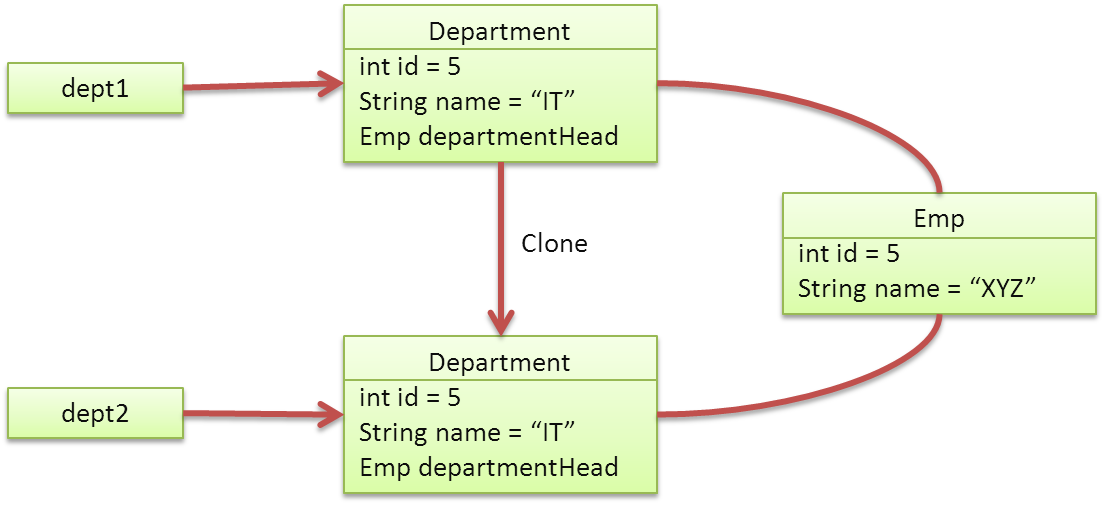 Department
int id = 5
String name = “IT”
Emp departmentHead
dept1
Emp
int id = 5
String name = “XYZ”
Clone
Department
int id = 5
String name = “IT”
Emp departmentHead
dept2